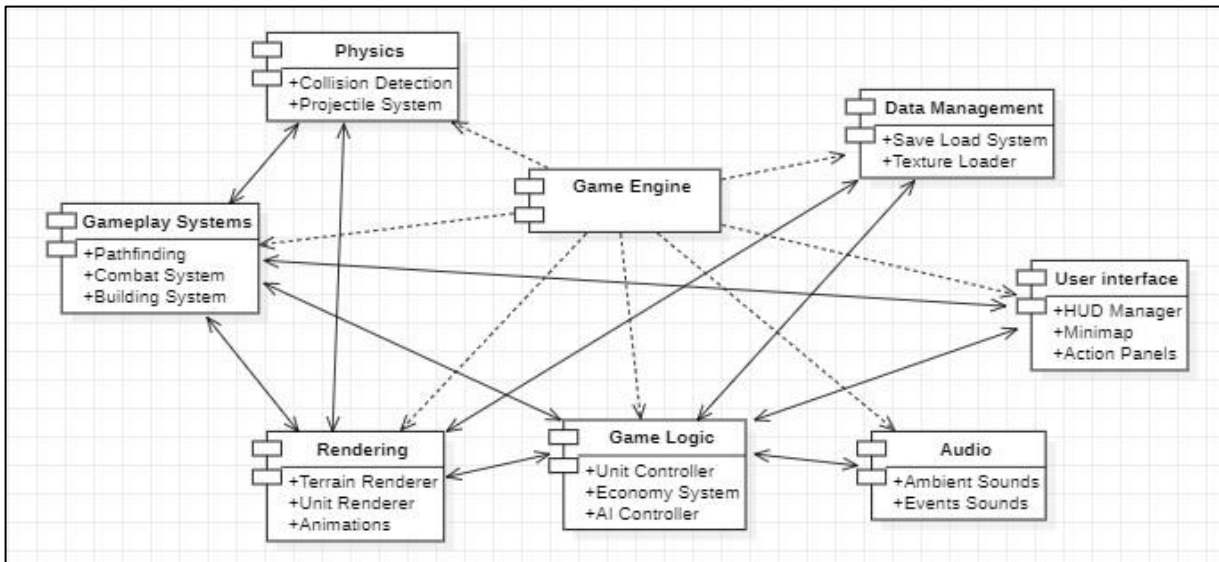 Physics
+Collision Detection
+Projectile System
Data Management
+Save Load System
+Texture Loader
Game Engine
Gameplay Systems
+Pathfinding
+Combat System
+Building System
User interface
+HUD Manager
+Minimap
+Action Panels
Rendering
+Terrain Renderer
+Unit Renderer
+Animations
Game Logic
+Unit Controller
+Economy System
+AI Controller
Audio
+Ambient Sounds
+Events Sounds